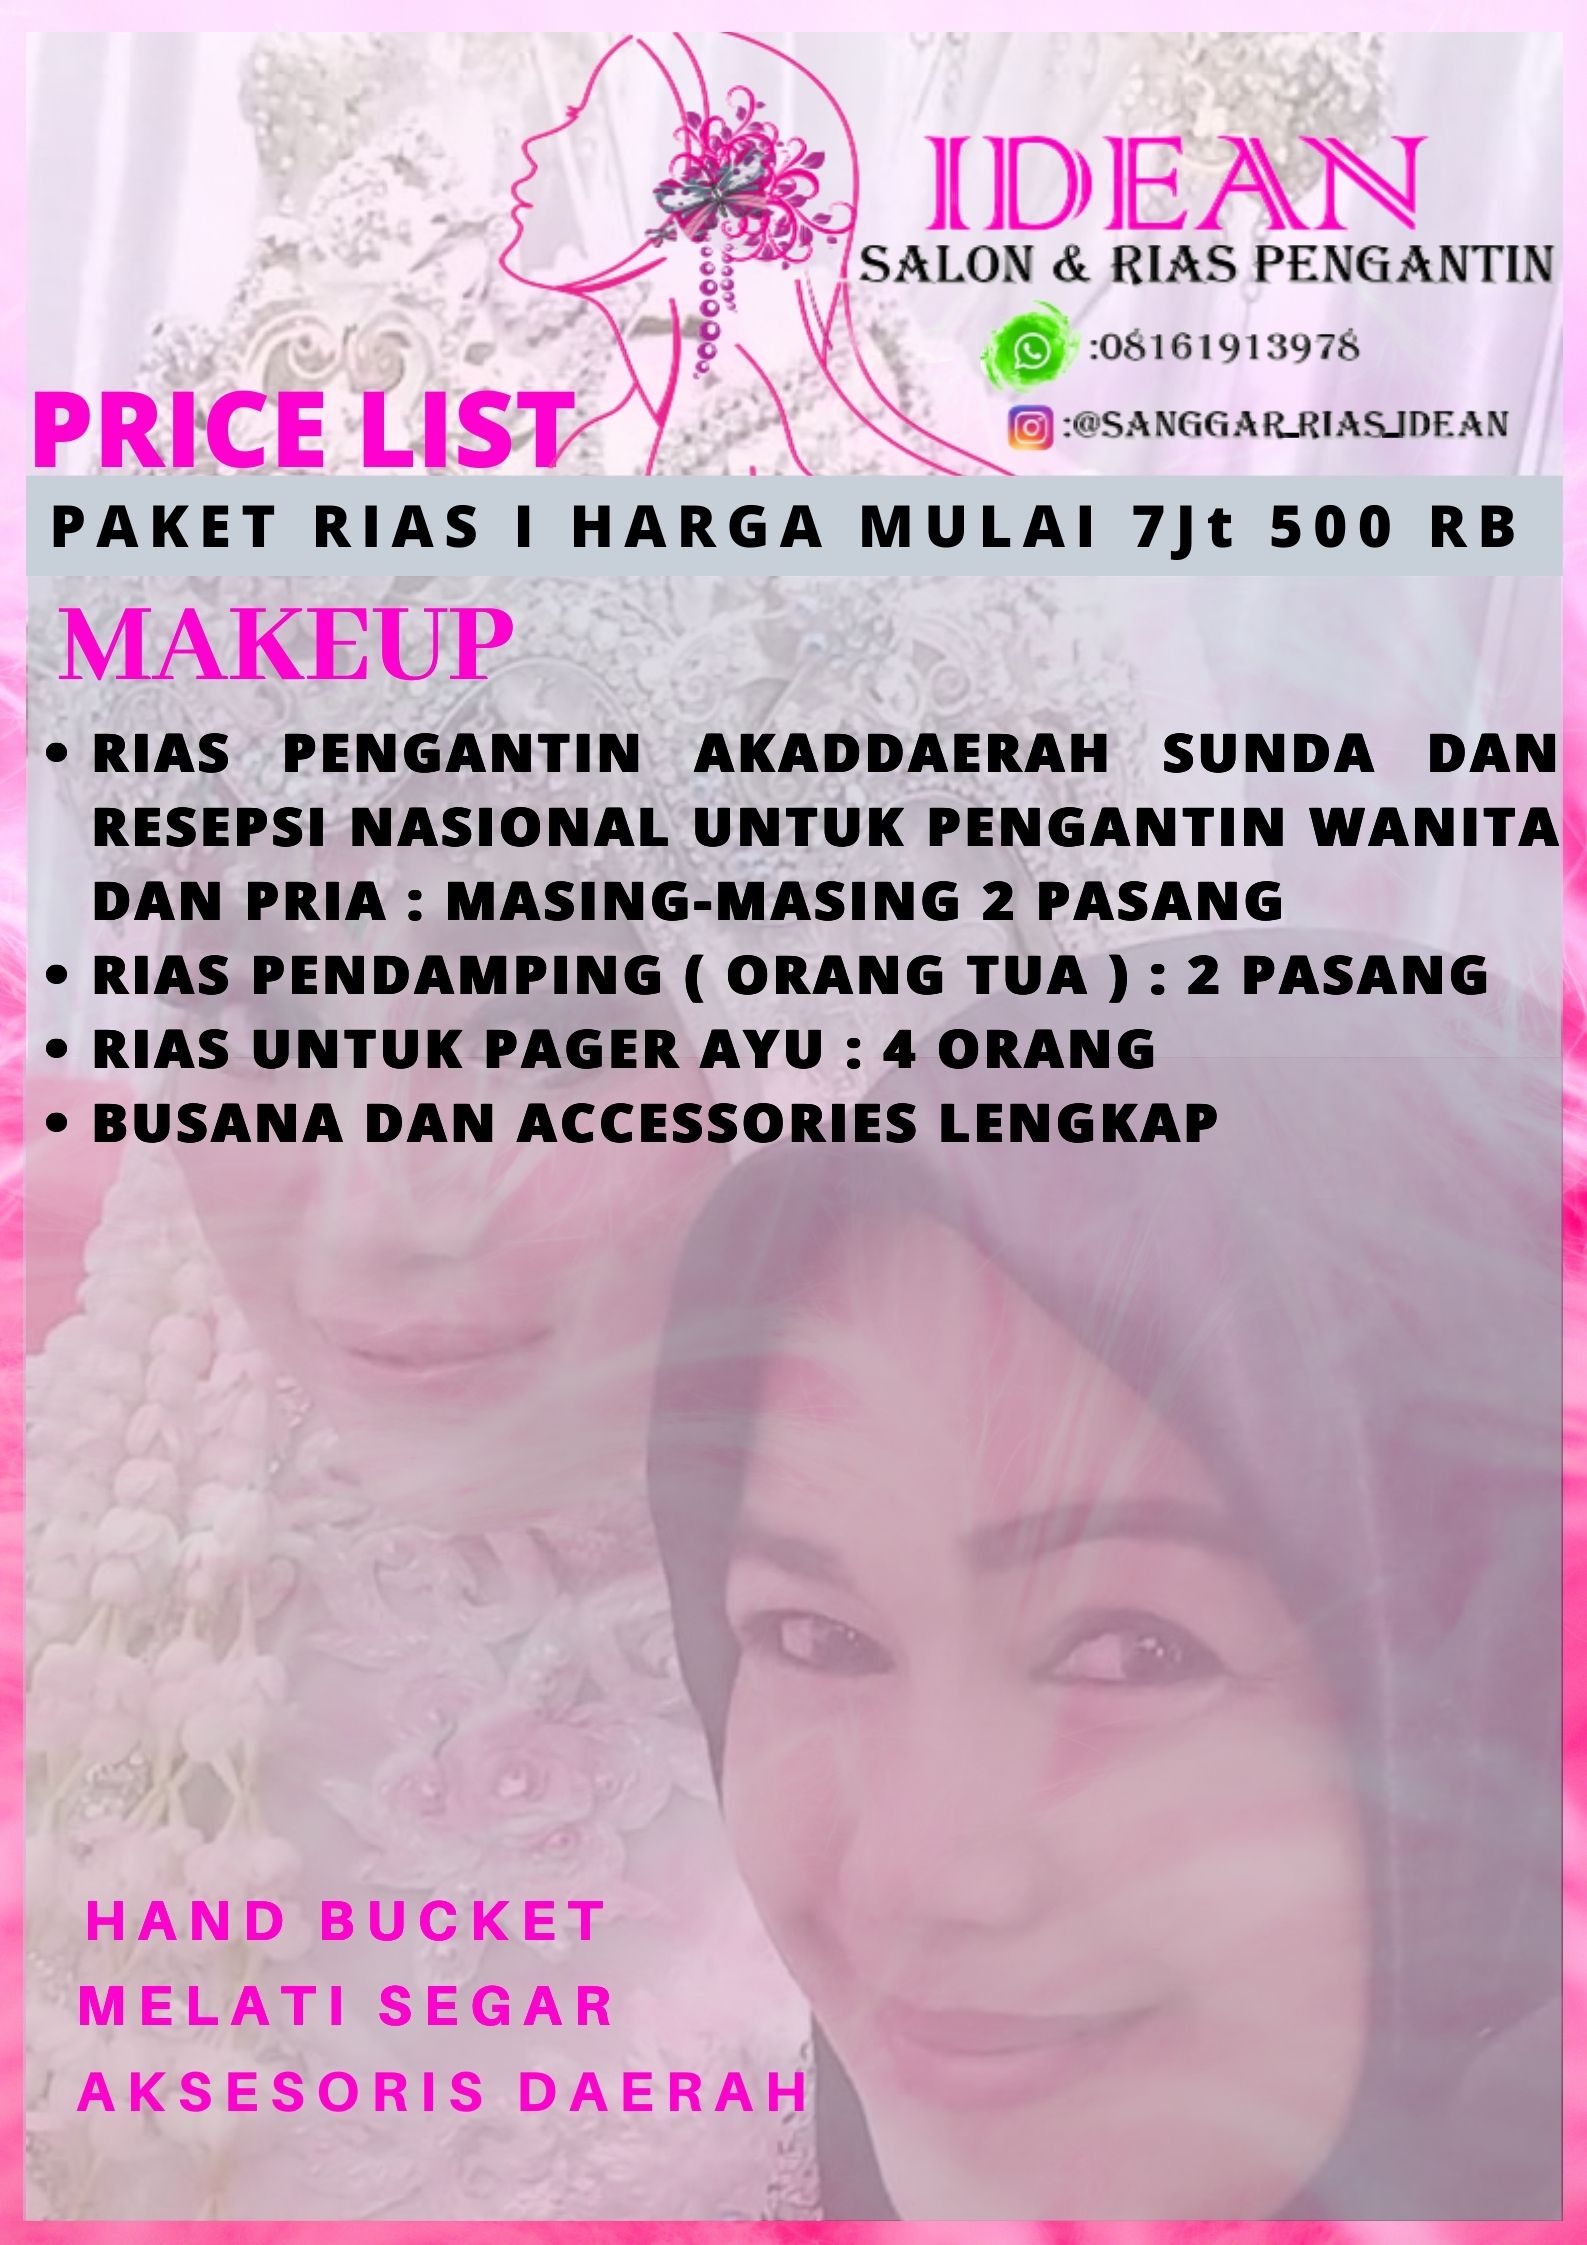 IDEAN
SALON & RIAS PENGANTIN
:08161913978
:@SANGGAR_RIAS_IDEAN
PRICE LIST
PAKET RIAS I HARGA MULAI 7Jt 500 RB
MAKEUP
• RIAS PENGANTIN AKADDAERAH SUNDA DAN
RESEPSI NASIONAL UNTUK PENGANTIN WANITA
DAN PRIA : MASING-MASING 2 PASANG
• RIAS PENDAMPING ( ORANG TUA ) : 2 PASANG
• RIAS UNTUK PAGER AYU : 4 ORANG
• BUSANA DAN ACCESSORIES LENGKAP
HAND BUCKET
MELATI SEGAR
AKSESORIS DAERAH